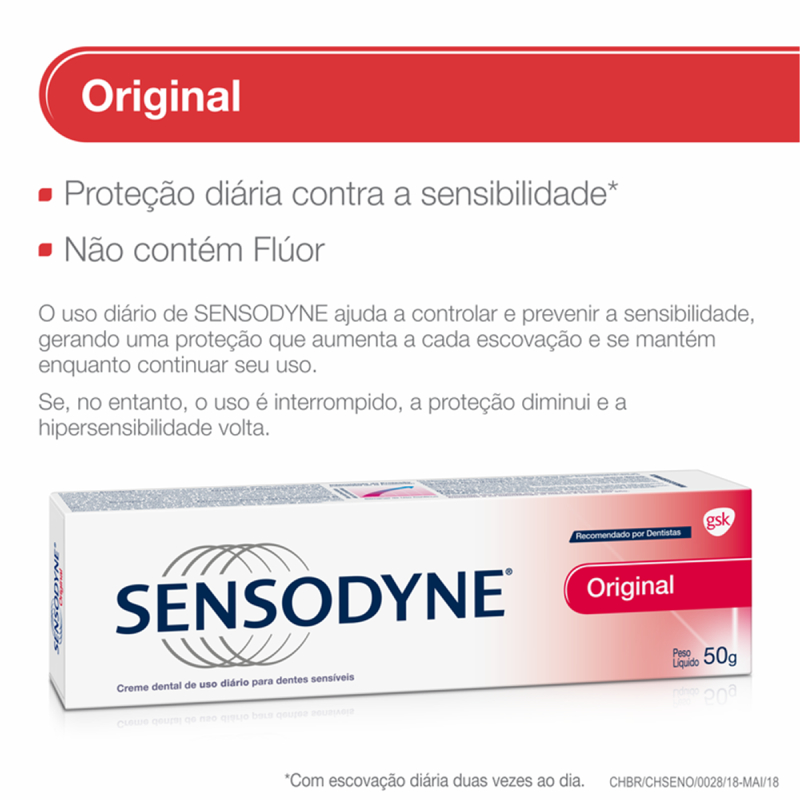 Original
Proteção diária contra a sensibilidade*
Não contém Flúor
O uso diário de SENSODYNE ajuda a controlar e prevenir a sensibilidade,
gerando uma proteção que aumenta a cada escovação e se mantém
enquanto continuar seu uso.
Se, no entanto, o uso é interrompido, a proteção diminui e a
hipersensibilidade volta.
SENSODYNE
Original
gsk
Recomendado por Dentistas
SENSODYNE®
Original
Creme dental de uso diário para dentes sensíveis
Peso
Líquido 50g
*Com escovação diária duas vezes ao dia.
CHBR/CHSENO/0028/18-MAI/18